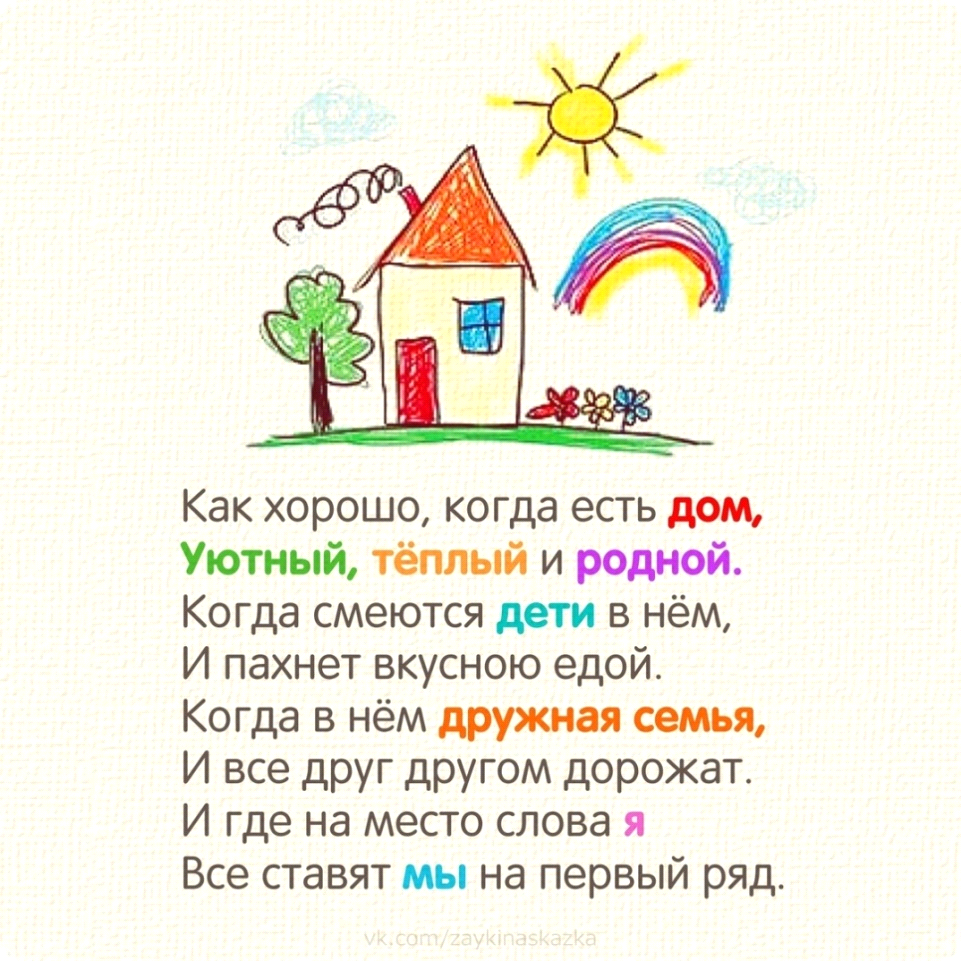 Как хорошо, когда есть дом,
Уютный, тёплый и родной.
Когда смеются дети в нём,
И пахнет вкусною едой.
Когда в нём дружная семья,
И все друг другом дорожат.
И где на место слова я
Все ставят мы на первый ряд.
vk.com/zaykinaskazka